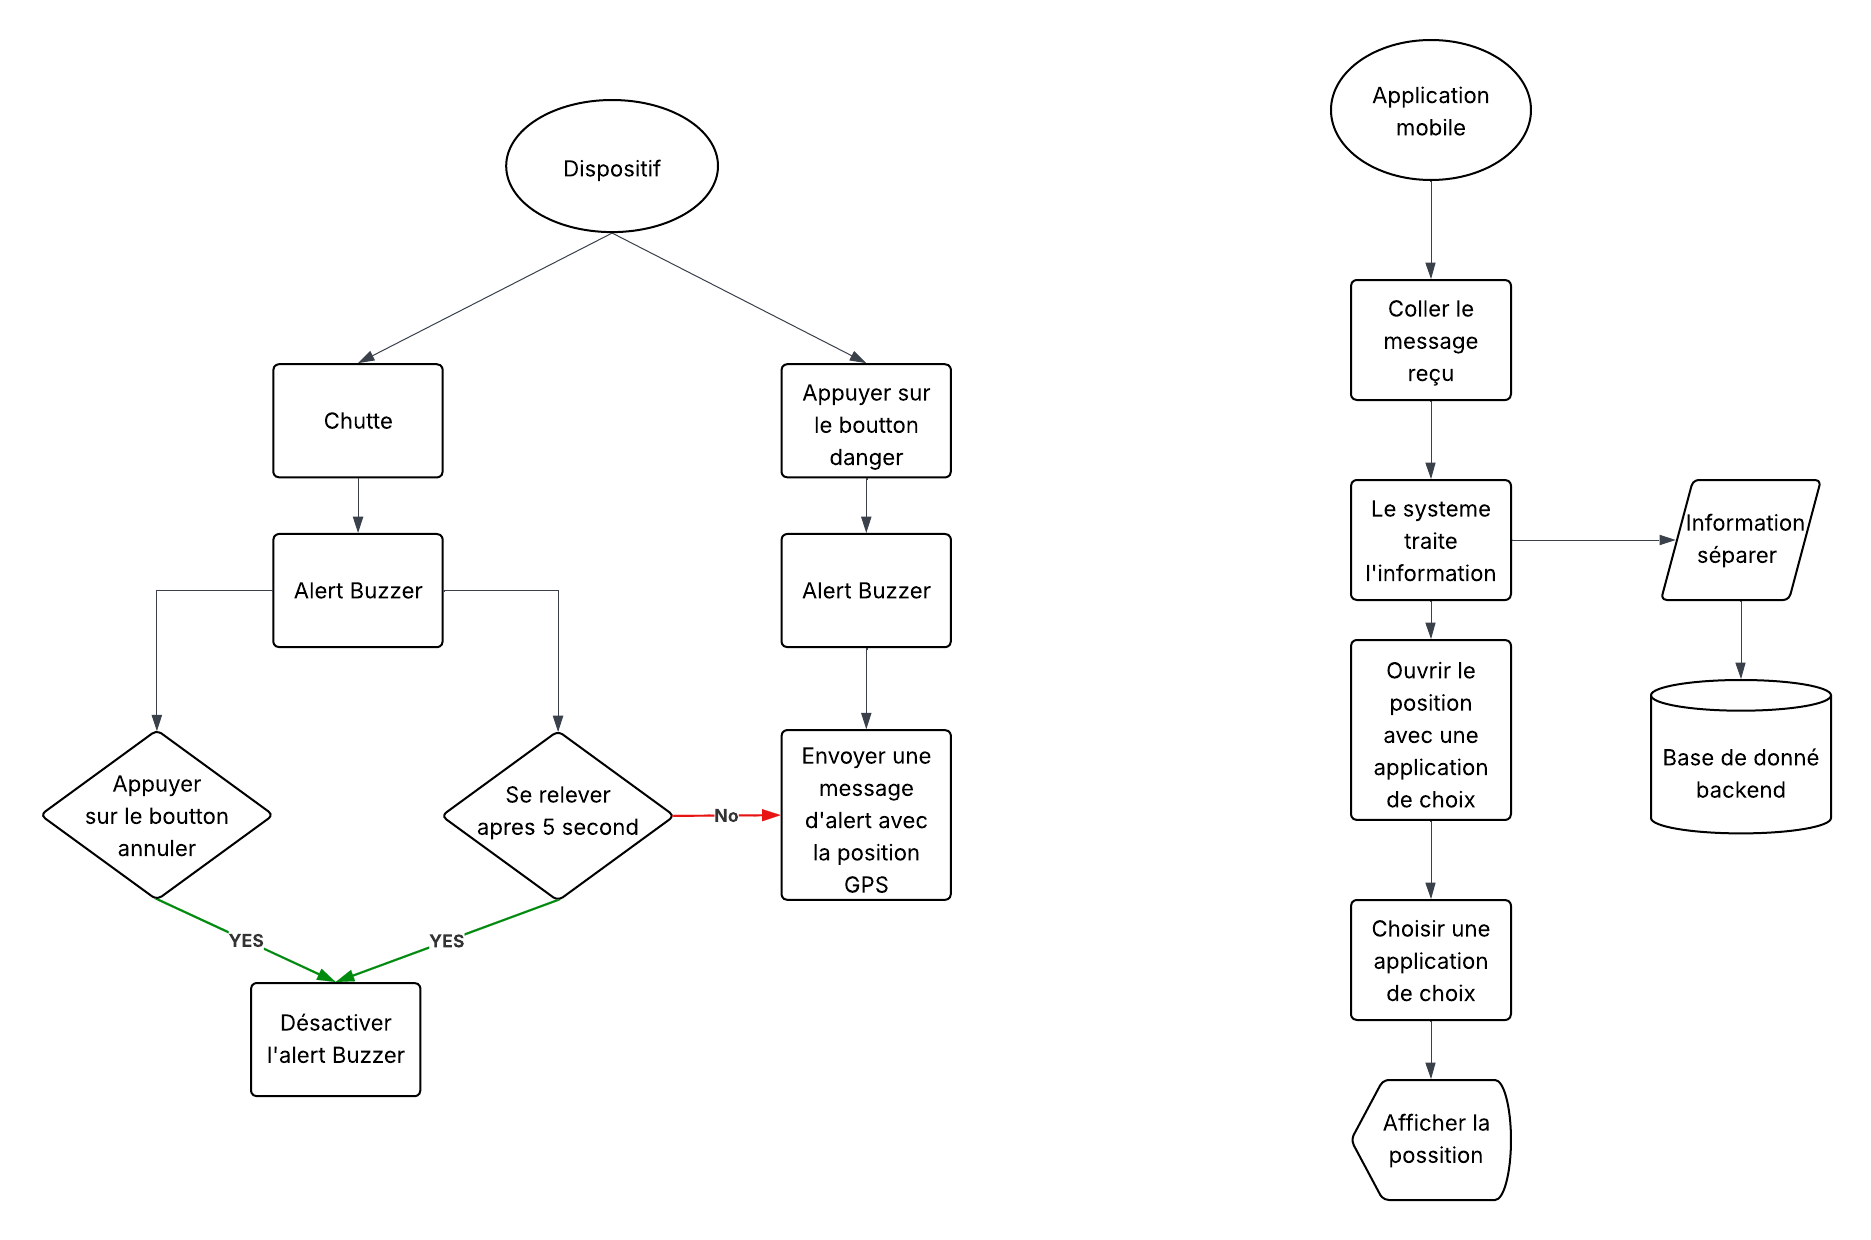 Dispositif
Chutte
Appuyer sur
le boutton
danger
Alert Buzzer
Alert Buzzer
Appuyer
sur le boutton
annuler
Se relever
apres 5 second
No
Envoyer une
message
d'alert avec
la position
GPS
YES
YES
Désactiver
l'alert Buzzer
Application
mobile
Coller le
message
reçu
Le systeme
traite
l'information
Information
séparer
Ouvrir le
position
avec une
application
de choix
Base de donné
backend
Choisir une
application
de choix
Afficher la
possition